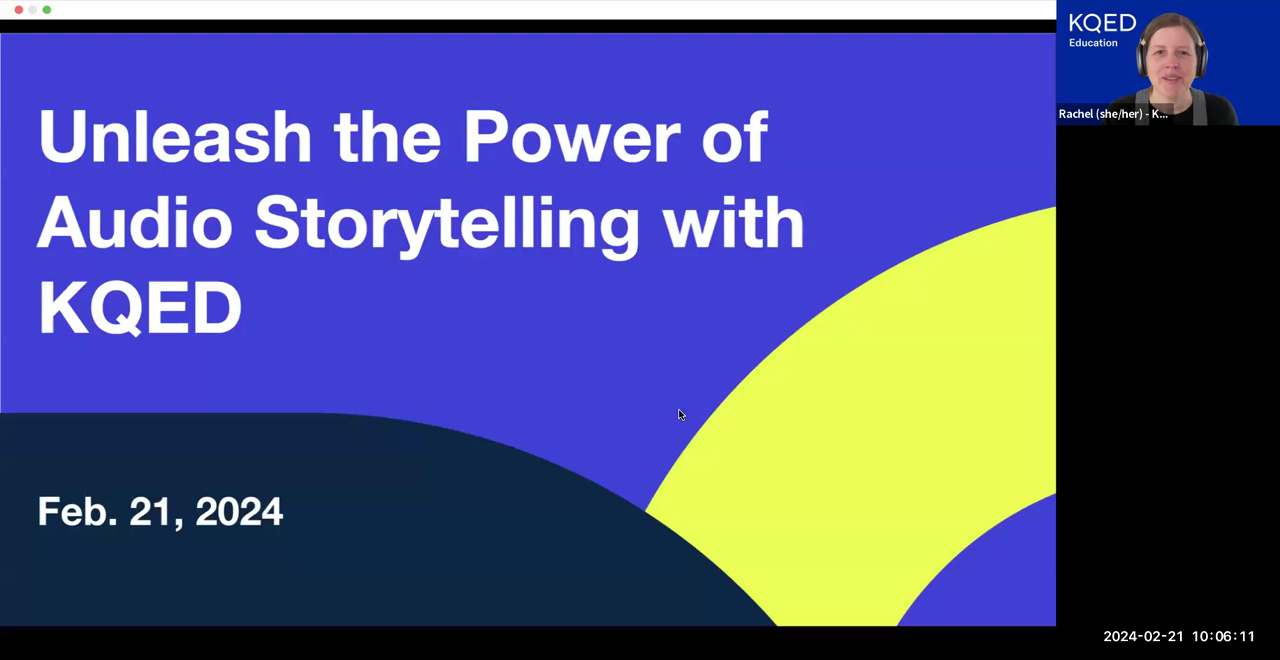 Unleash the Power of
Audio Storytelling with
KQED
Feb. 21, 2024
KQED
Education
Rachel (she/her) - K...
2024-02-21 10:06:11